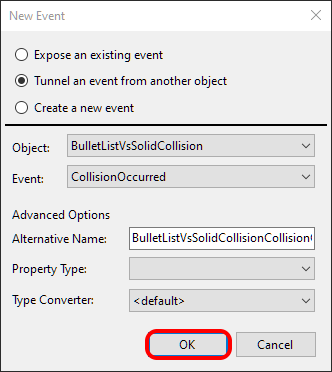 New Event
Expose an existing event
Tunnel an event from another object
Create a new event
Object: BulletListVsSolidCollision
Event: CollisionOccurred
Advanced Options
Alternative Name: BulletListVsSolidCollisionCollision
Property Type:
Type Converter: <default>
OK Cancel